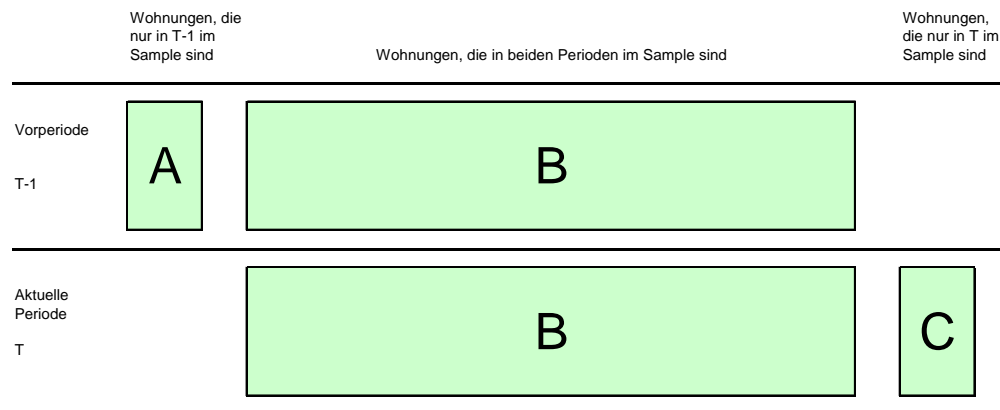 Wohnungen, die
nur in T-1 im
Sample sind
Wohnungen, die in beiden Perioden im Sample sind
Wohnungen,
die nur in T im
Sample sind
Vorperiode
T-1
A
B
Aktuelle
Periode
T
B
C